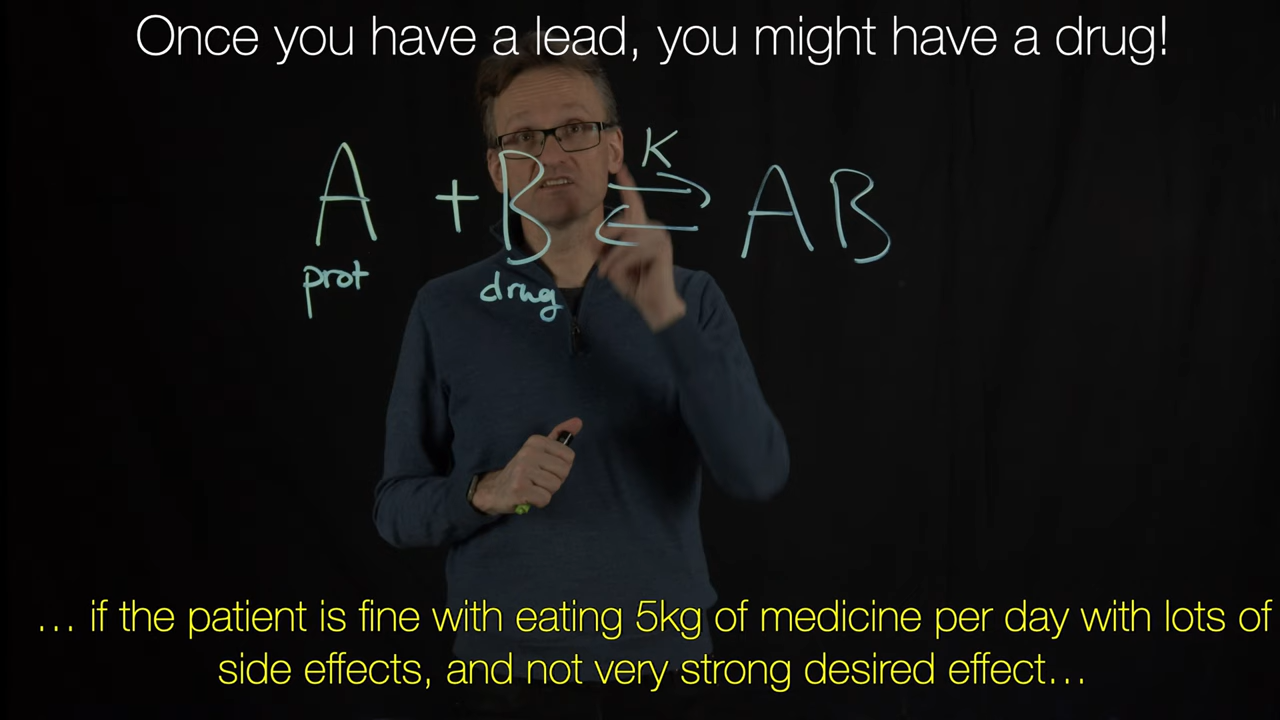 Once you have a lead, you might have a drug!
K
A + B ⇌ AB
prot drug
... if the patient is fine with eating 5kg of medicine per day with lots of
side effects, and not very strong desired effect...